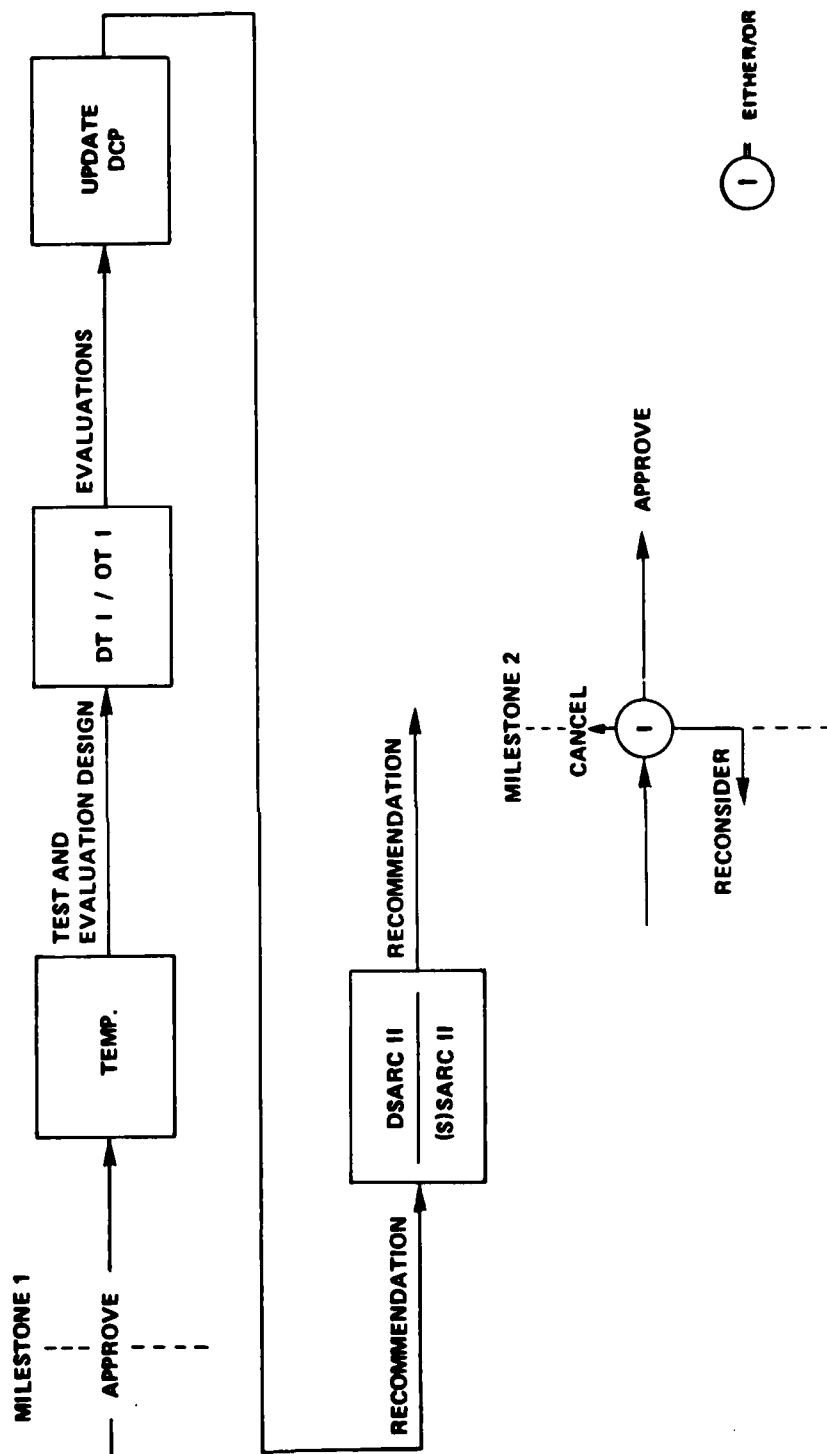 MILESTONE 1
APPROVE
TEMP.
TEST AND
EVALUATION DESIGN
DT I / OT I
EVALUATIONS
UPDATE
DCP
RECOMMENDATION
DSARC II
(S)SARC II
RECOMMENDATION
MILESTONE 2
CANCEL
I
APPROVE
RECONSIDER
I = EITHER/OR